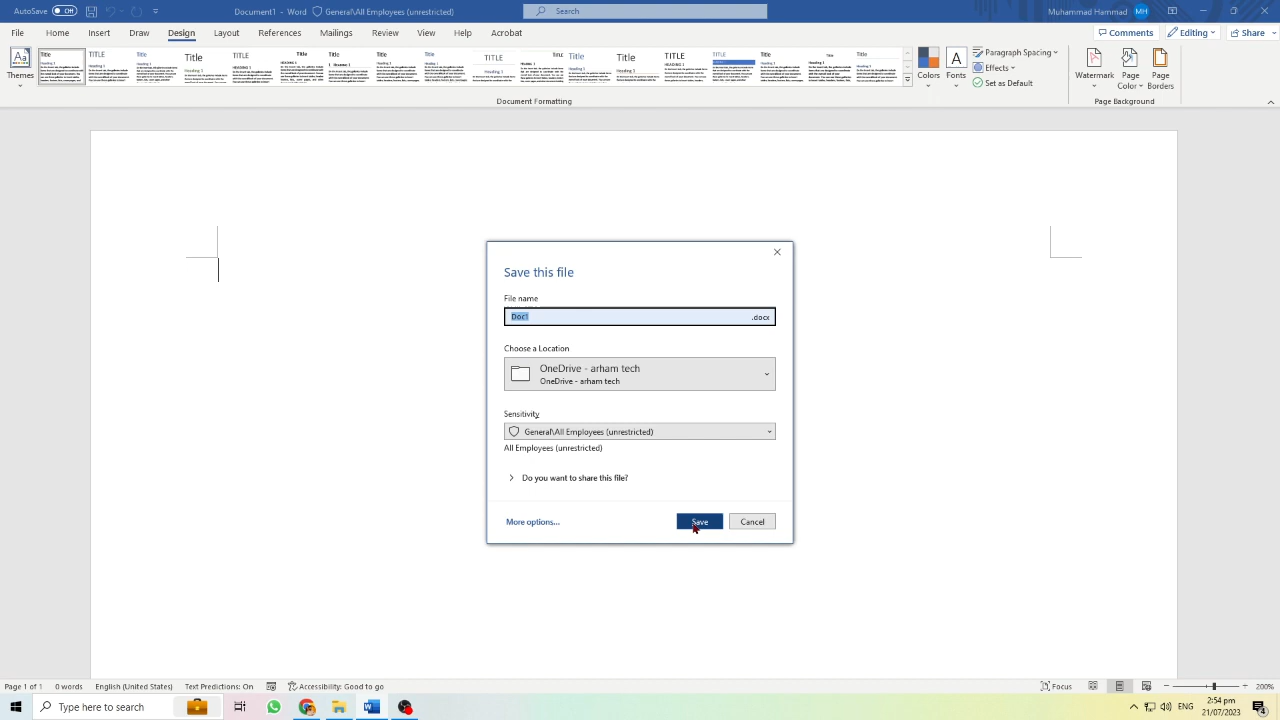 AutoSave Off Document1 - Word General\All Employees (unrestricted) Search Muhammad Hammad MH
File Home Insert Draw Design Layout References Mailings Review View Help Acrobat Comments Editing Share
Themes Colors Fonts Paragraph Spacing Effects Set as Default Watermark Page Color Page Borders
Document Formatting Page Background
Save this file
File name
Doc1 .docx
Choose a Location
OneDrive - arham tech
OneDrive - arham tech
Sensitivity
General\All Employees (unrestricted)
All Employees (unrestricted)
Do you want to share this file?
More options... Save Cancel
Page 1 of 1 0 words English (United States) Text Predictions: On Accessibility: Good to go Focus 200%
Type here to search ENG 2:54 pm
21/07/2023 4